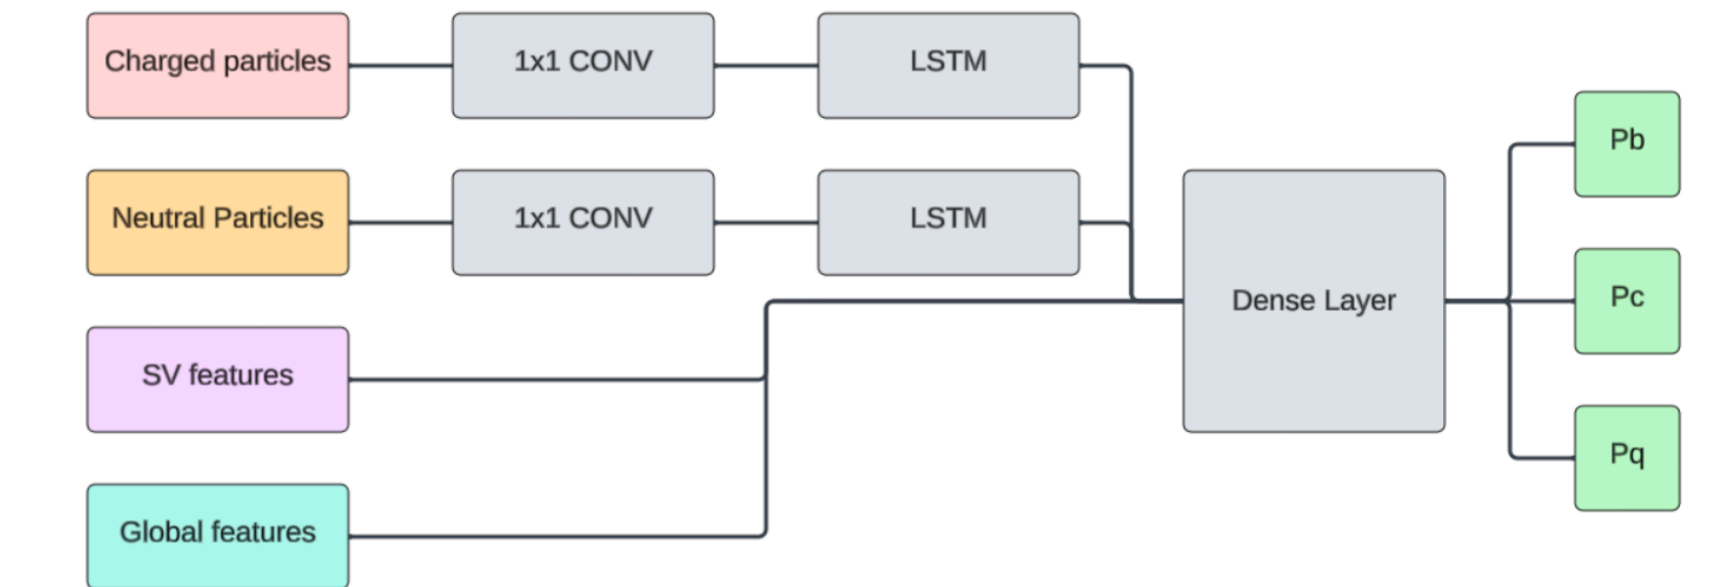 Charged particles
1x1 CONV
LSTM
Neutral Particles
1x1 CONV
LSTM
SV features
Global features
Dense Layer
Pb
Pc
Pq